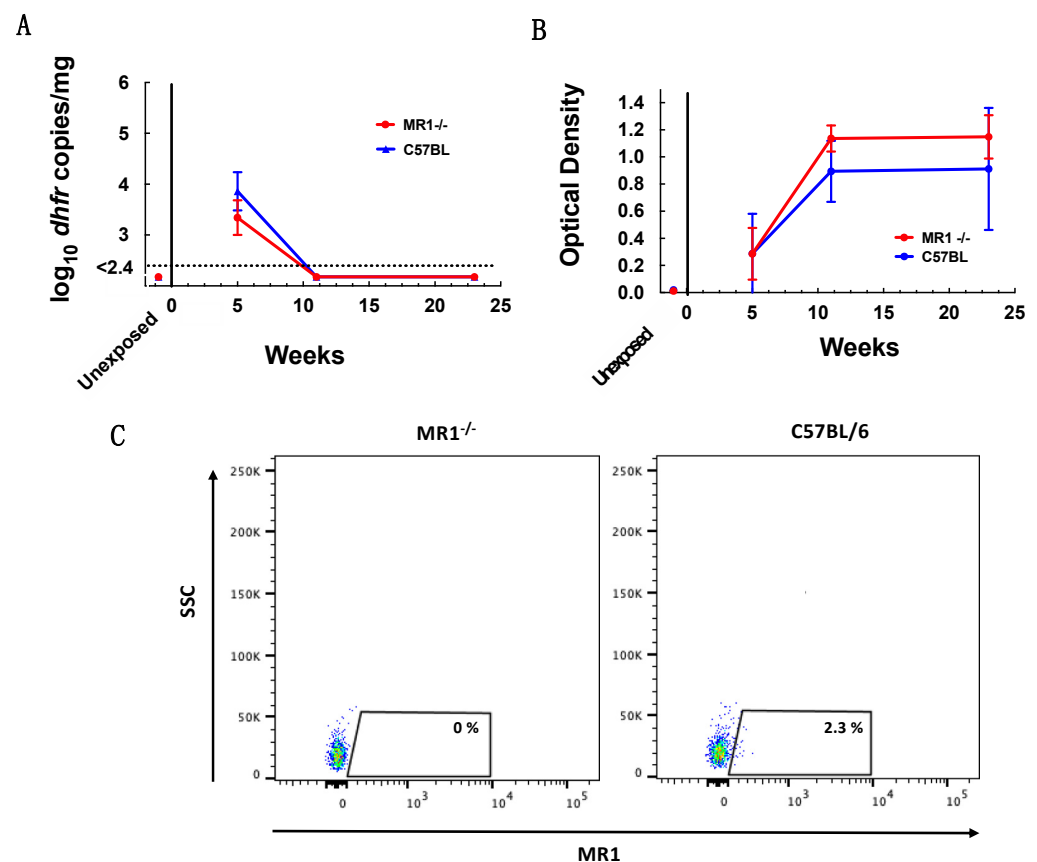 A
log10 dhfr copies/mg
6
5
4
3
<2.4
MR1-/-
C57BL
Unexposed
0 5 10 15 20 25
Weeks
B
Optical Density
1.4
1.2
1.0
0.8
0.6
0.4
0.2
0.0
MR1 -/-
C57BL
Unexposed
0 5 10 15 20 25
Weeks
C
MR1-/-
SSC
250K
200K
150K
100K
50K
0
0 %
0 10³ 10⁴ 10⁵
C57BL/6
250K
200K
150K
100K
50K
0
2.3 %
0 10³ 10⁴ 10⁵
MR1